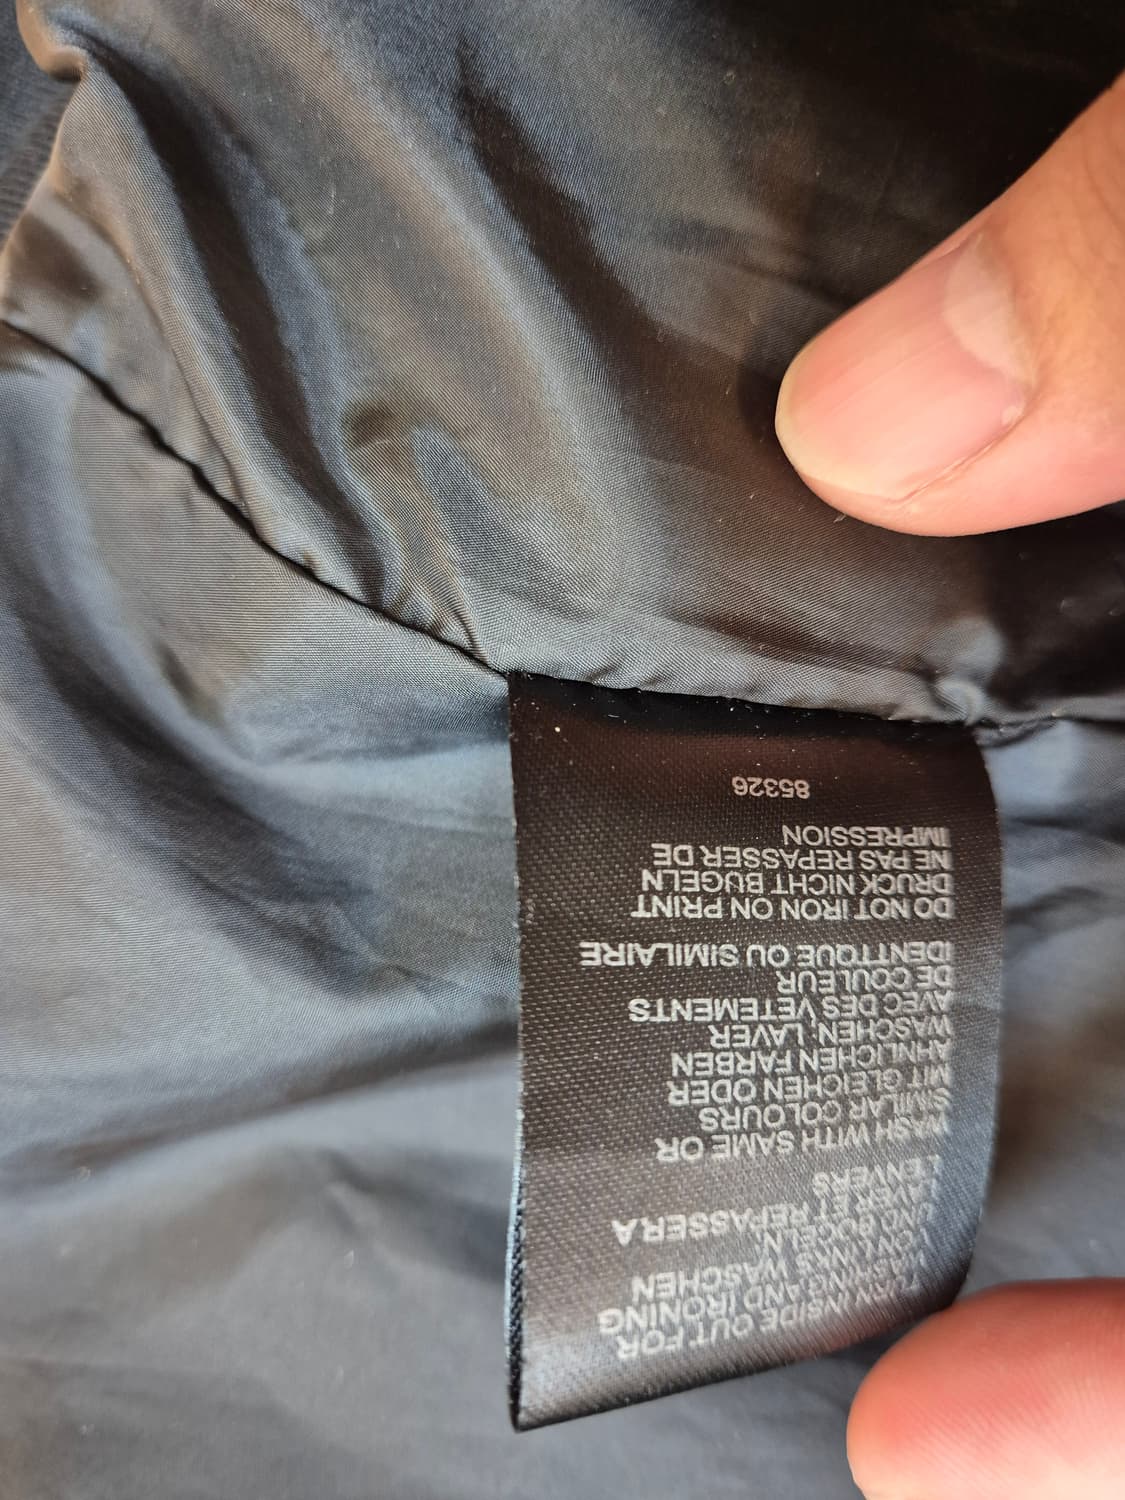 TURN INSIDE OUT FOR
WASHING AND IRONING
VON LINKS WASCHEN
UND BUGELN.
LAVER ET REPASSER A
L'ENVERS
WASH WITH SAME OR
SIMILAR COLOURS
MIT GLEICHEN ODER
AHNLICHEN FARBEN
WASCHEN, LAVER
AVEC DES VETEMENTS
DE COULEUR
IDENTTQUE OU SIMILAIRE
DO NOT IRON ON PRINT
DRUCK NICHT BUGELN
NE PAS REPASSER DE
IMPRESSION
85326